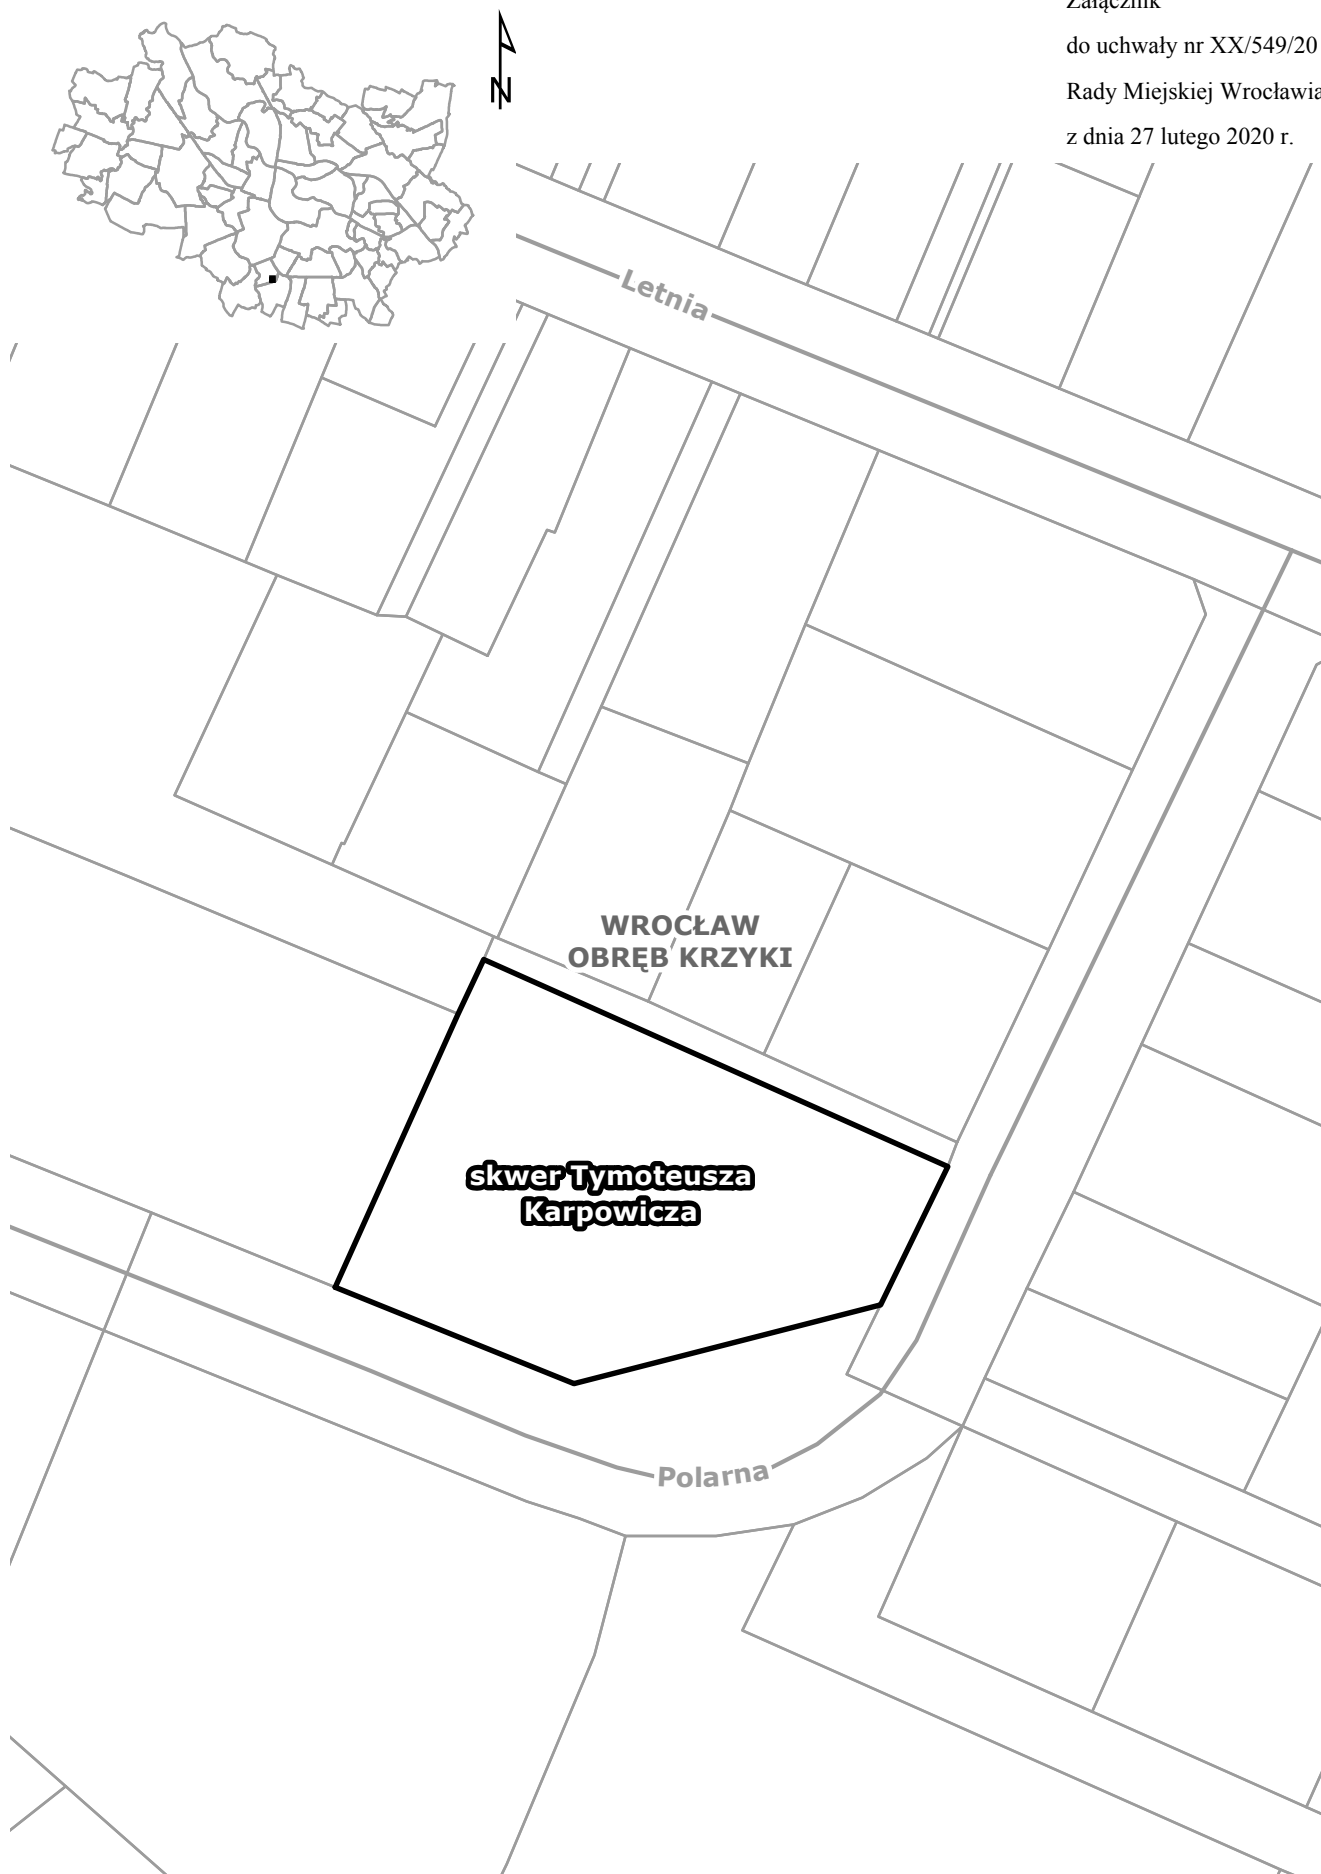 Załącznik
do uchwały nr XX/549/20
Rady Miejskiej Wrocławia
z dnia 27 lutego 2020 r.
N
Letnia
WROCŁAW
OBRĘB KRZYKI
skwer Tymoteusza
Karpowicza
Polarna